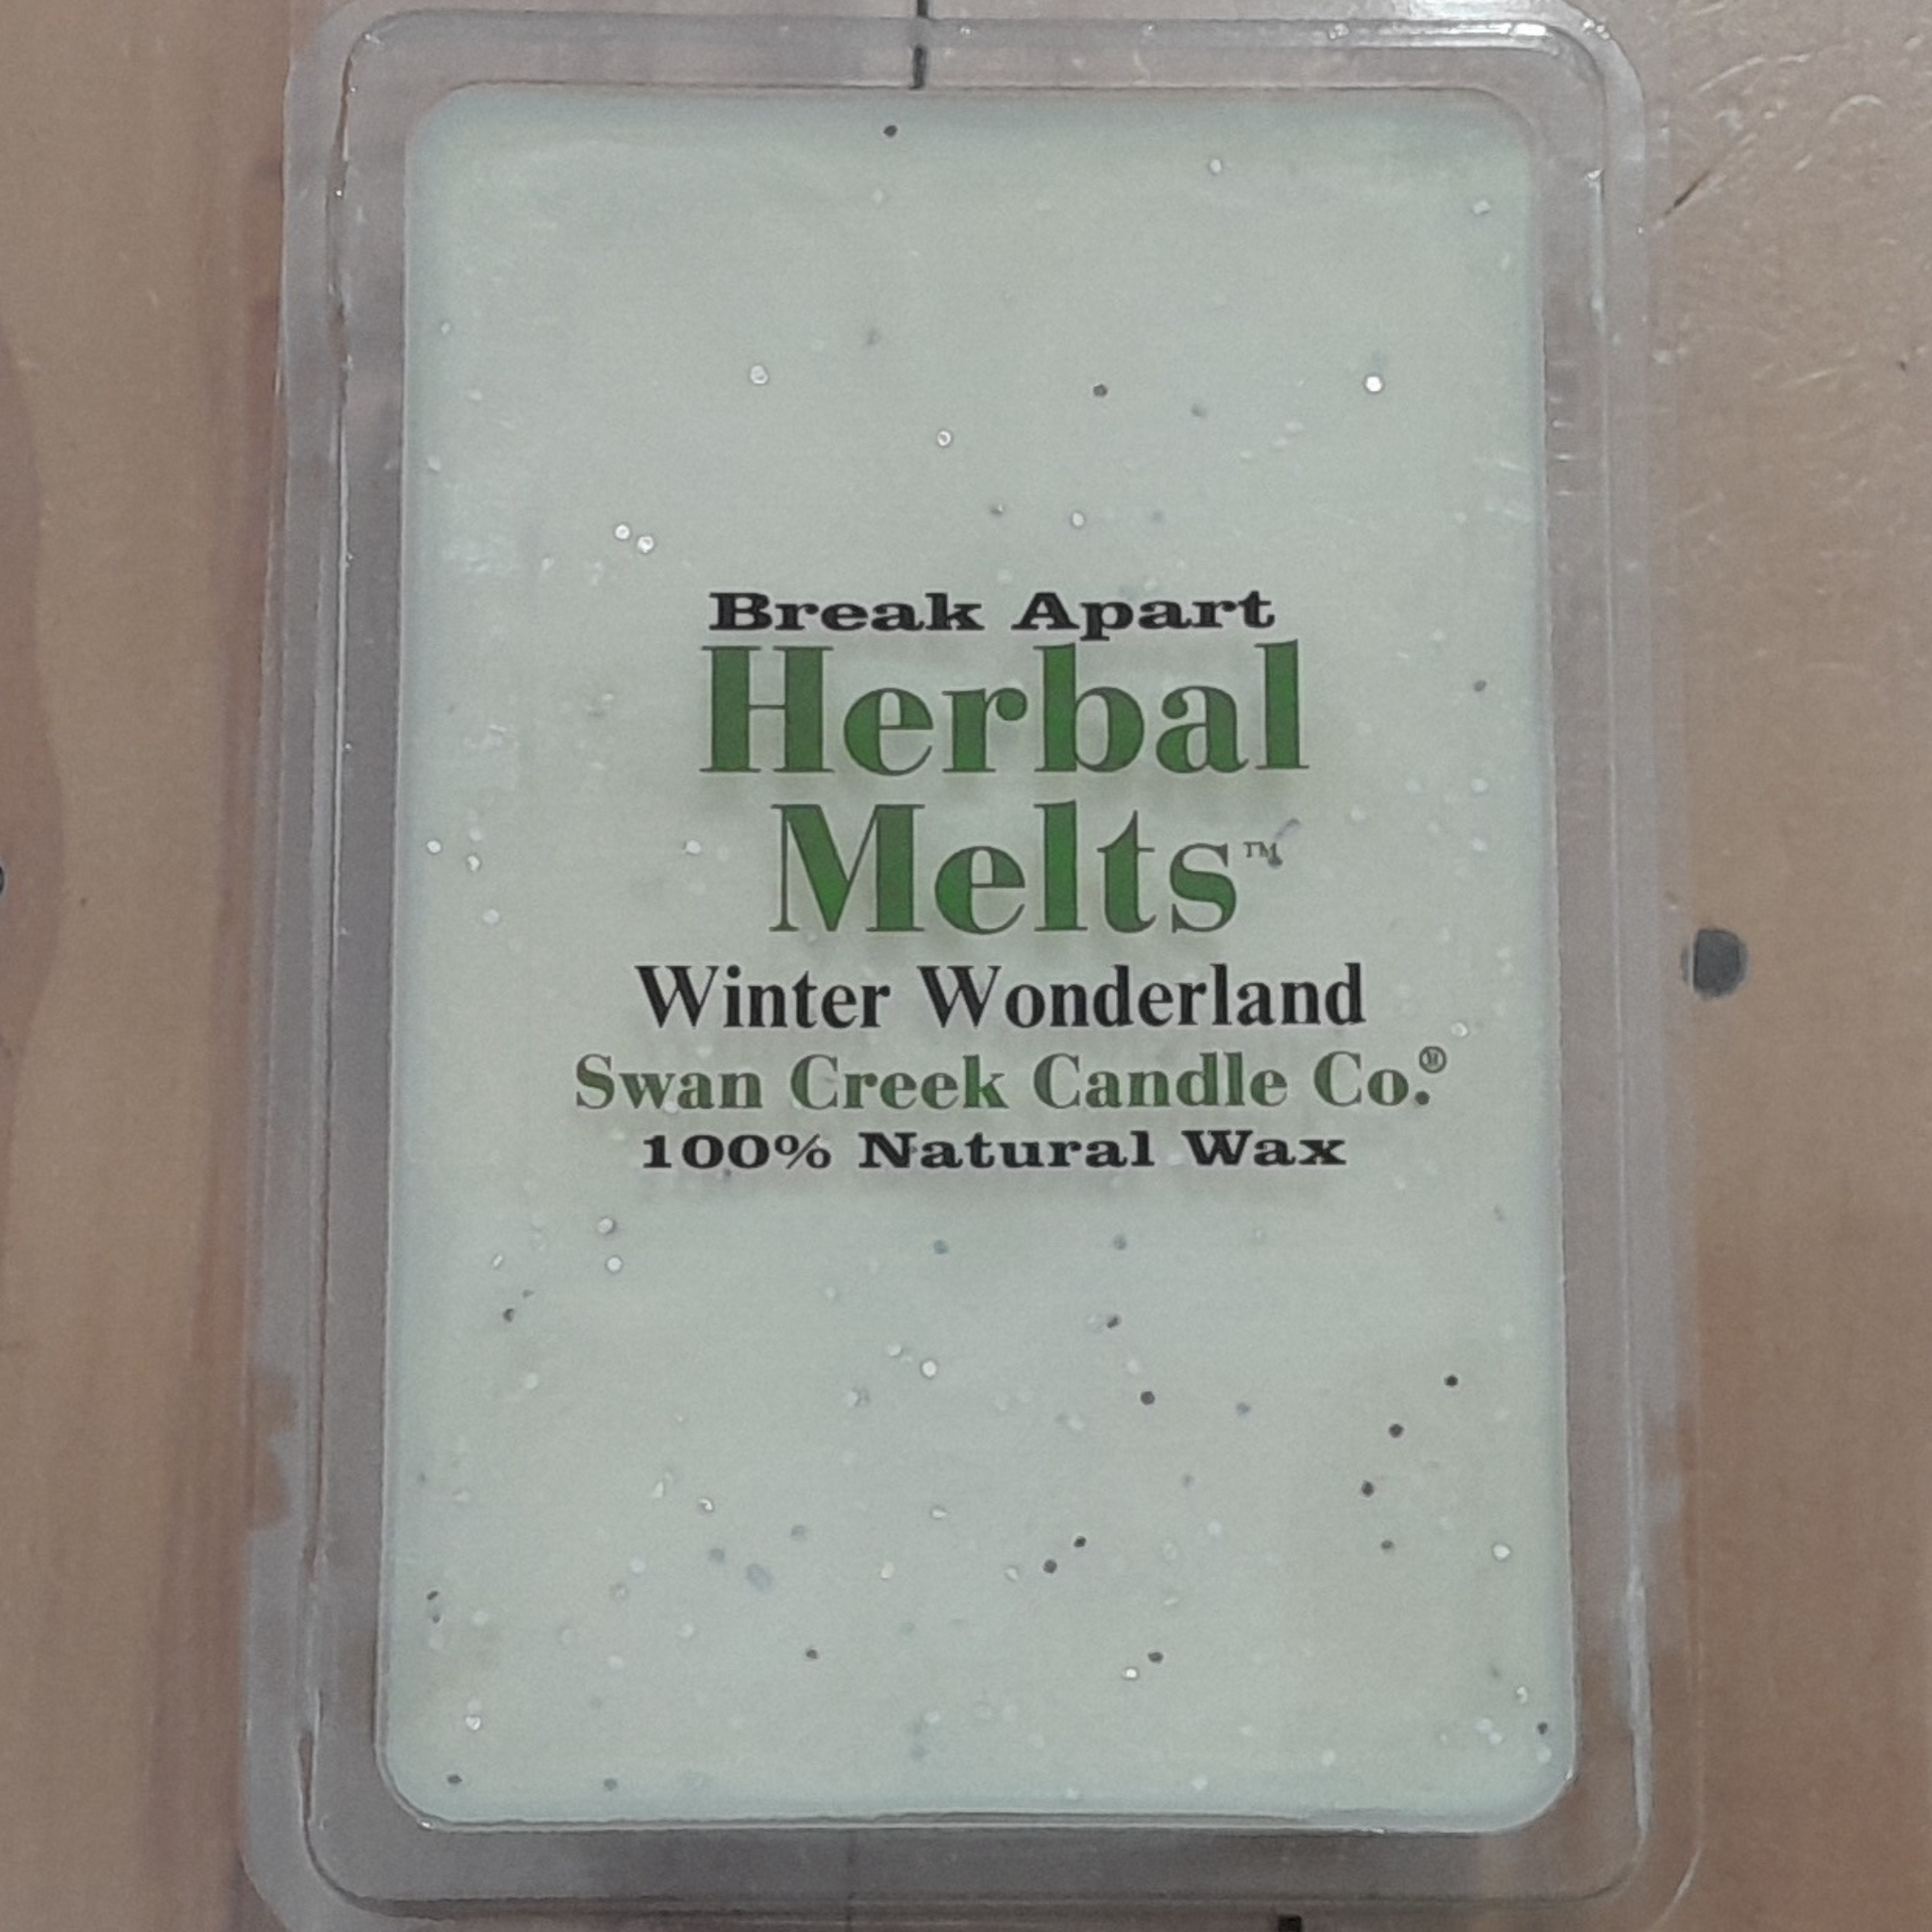 Break Apart
Herbal
Melts™
Winter Wonderland
Swan Creek Candle Co.®
100% Natural Wax